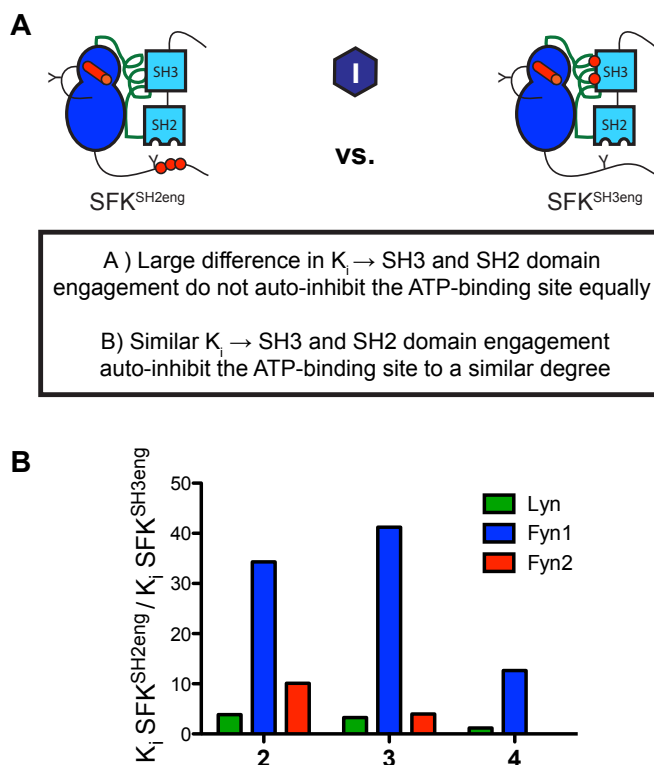 A
SH3
I
SH3
Y
SH2
SH2
vs.
Y
Y
SFK^SH2eng
SFK^SH3eng
A ) Large difference in K_i → SH3 and SH2 domain
engagement do not auto-inhibit the ATP-binding site equally
B) Similar K_i → SH3 and SH2 domain engagement
auto-inhibit the ATP-binding site to a similar degree
B
K_i SFK^SH2eng / K_i SFK^SH3eng
50
40
30
20
10
0
Lyn
Fyn1
Fyn2
2 3 4